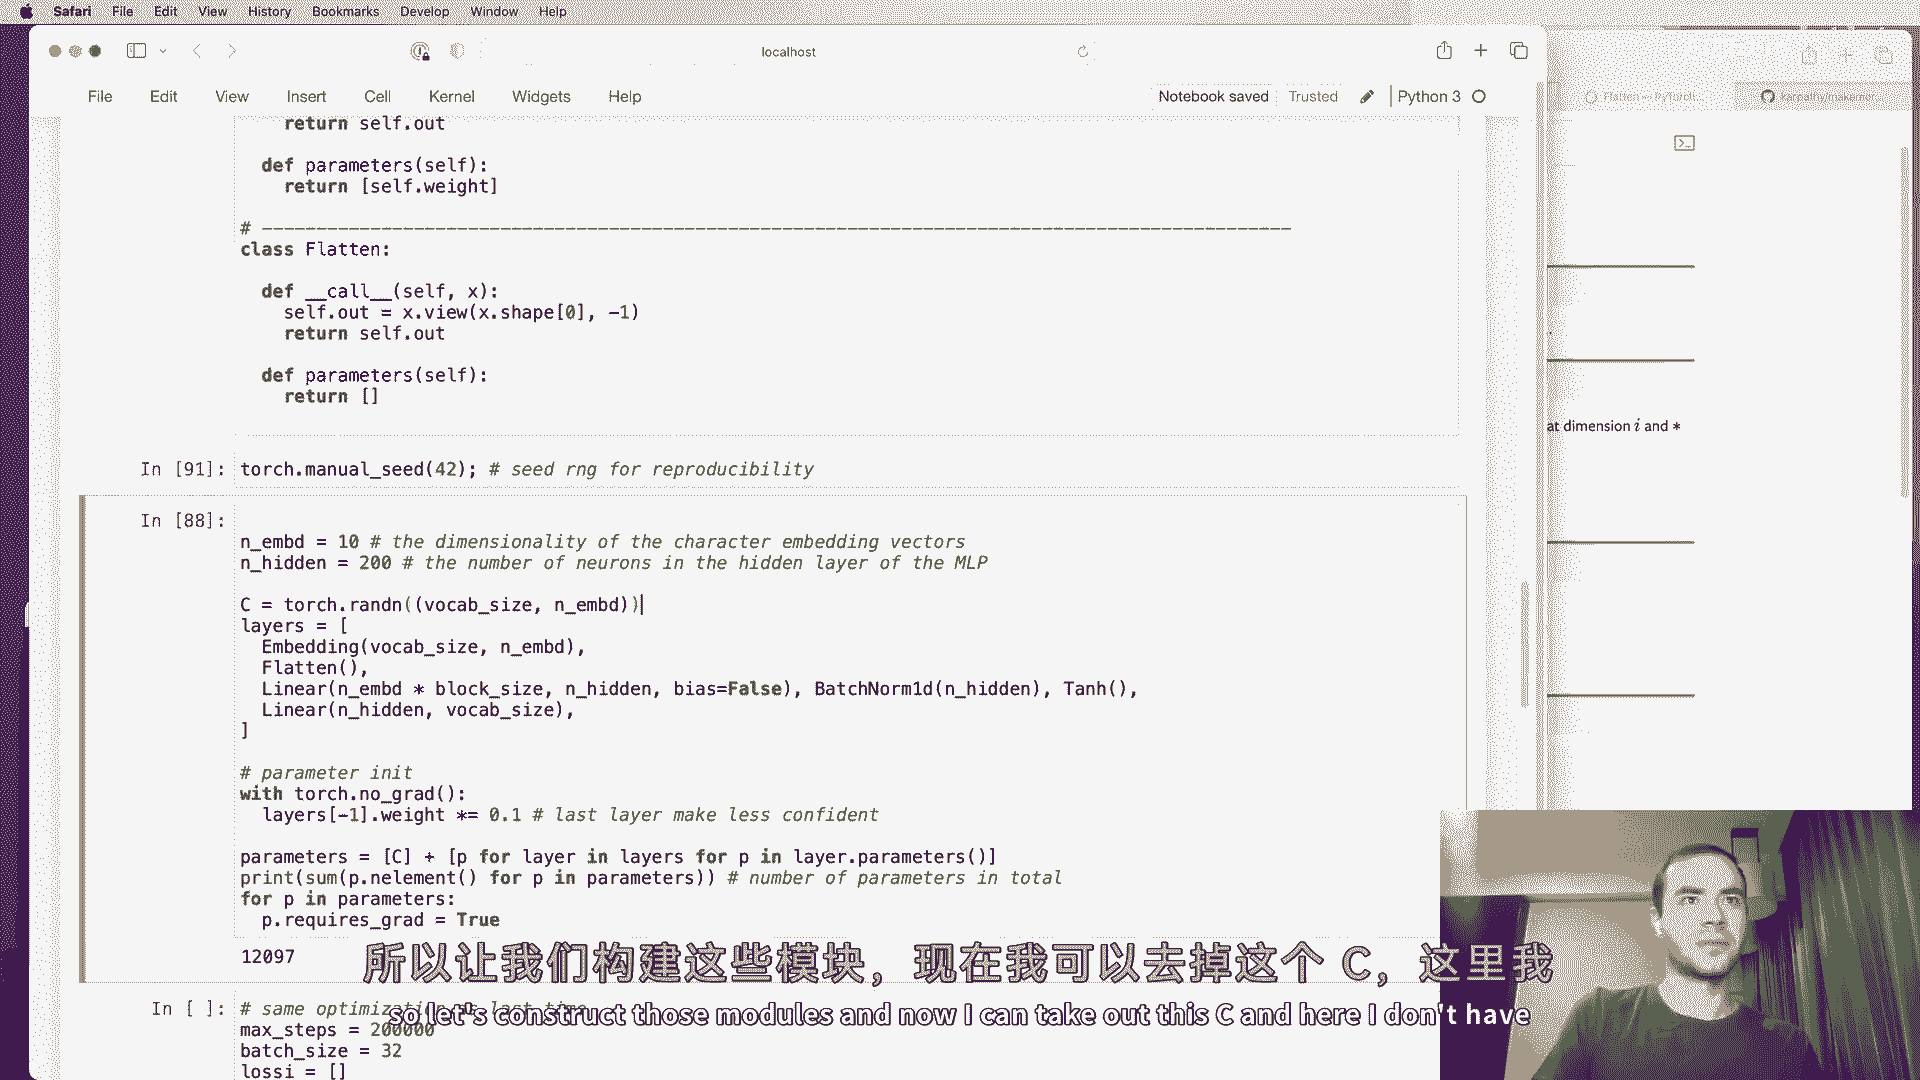 Safari File Edit View History Bookmarks Develop Window Help
localhost
File Edit View Insert Cell Kernel Widgets Help
Notebook saved Trusted Python 3
return self.out
def parameters(self):
return [self.weight]
# ------------------------------------------------------------------------------------------------
class Flatten:
def __call__(self, x):
self.out = x.view(x.shape[0], -1)
return self.out
def parameters(self):
return []
In [91]: torch.manual_seed(42); # seed rng for reproducibility
In [88]:
n_embd = 10 # the dimensionality of the character embedding vectors
n_hidden = 200 # the number of neurons in the hidden layer of the MLP
C = torch.randn((vocab_size, n_embd))
layers = [
Embedding(vocab_size, n_embd),
Flatten(),
Linear(n_embd * block_size, n_hidden, bias=False), BatchNorm1d(n_hidden), Tanh(),
Linear(n_hidden, vocab_size),
]
# parameter init
with torch.no_grad():
layers[-1].weight *= 0.1 # last layer make less confident
parameters = [C] + [p for layer in layers for p in layer.parameters()]
print(sum(p.nelement() for p in parameters)) # number of parameters in total
for p in parameters:
p.requires_grad = True
12097
In [ ]: # same optimization as last time
max_steps = 200000
batch_size = 32
lossi = []
at dimension i and *
所以让我们构建这些模块，现在我可以去掉这个 C，这里我
so let's construct those modules and now I can take out this C and here I don't have